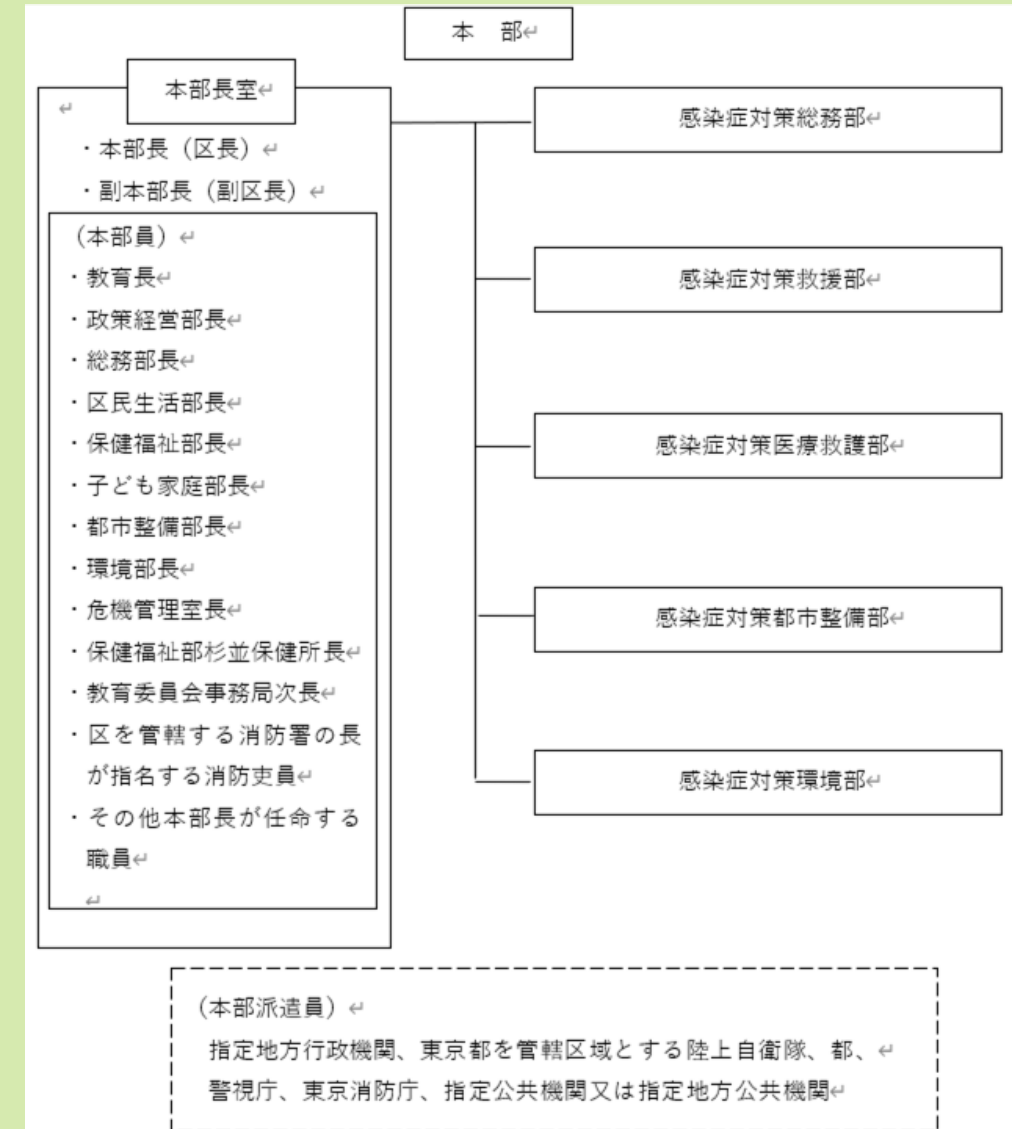 本　部↵
本部長室↵
↵
・本部長（区長）↵
・副本部長（副区長）↵
（本部員）↵
・教育長↵
・政策経営部長↵
・総務部長↵
・区民生活部長↵
・保健福祉部長↵
・子ども家庭部長↵
・都市整備部長↵
・環境部長↵
・危機管理室長↵
・保健福祉部杉並保健所長↵
・教育委員会事務局次長↵
・区を管轄する消防署の長
が指名する消防吏員↵
・その他本部長が任命する
職員↵
↵
感染症対策総務部↵
感染症対策救援部↵
感染症対策医療救護部↵
感染症対策都市整備部↵
感染症対策環境部↵
（本部派遣員）↵
指定地方行政機関、東京都を管轄区域とする陸上自衛隊、都、↵
警視庁、東京消防庁、指定公共機関又は指定地方公共機関↵